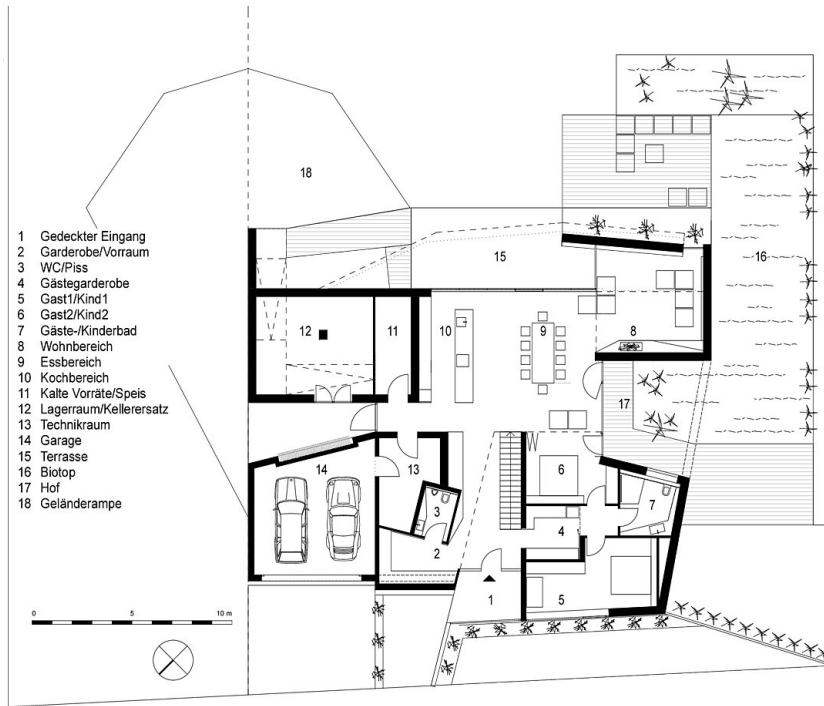 1 Gedeckter Eingang
2 Garderobe/Vorraum
3 WC/Piss
4 Gästegarderobe
5 Gast1/Kind1
6 Gast2/Kind2
7 Gäste-/Kinderbad
8 Wohnbereich
9 Essbereich
10 Kochbereich
11 Kalte Vorräte/Speis
12 Lagerraum/Kellerersatz
13 Technikraum
14 Garage
15 Terrasse
16 Biotop
17 Hof
18 Geländerampe
18
15
16
12
11
10
9
8
17
14
13
6
3
7
4
2
1
5
0 5 10 m